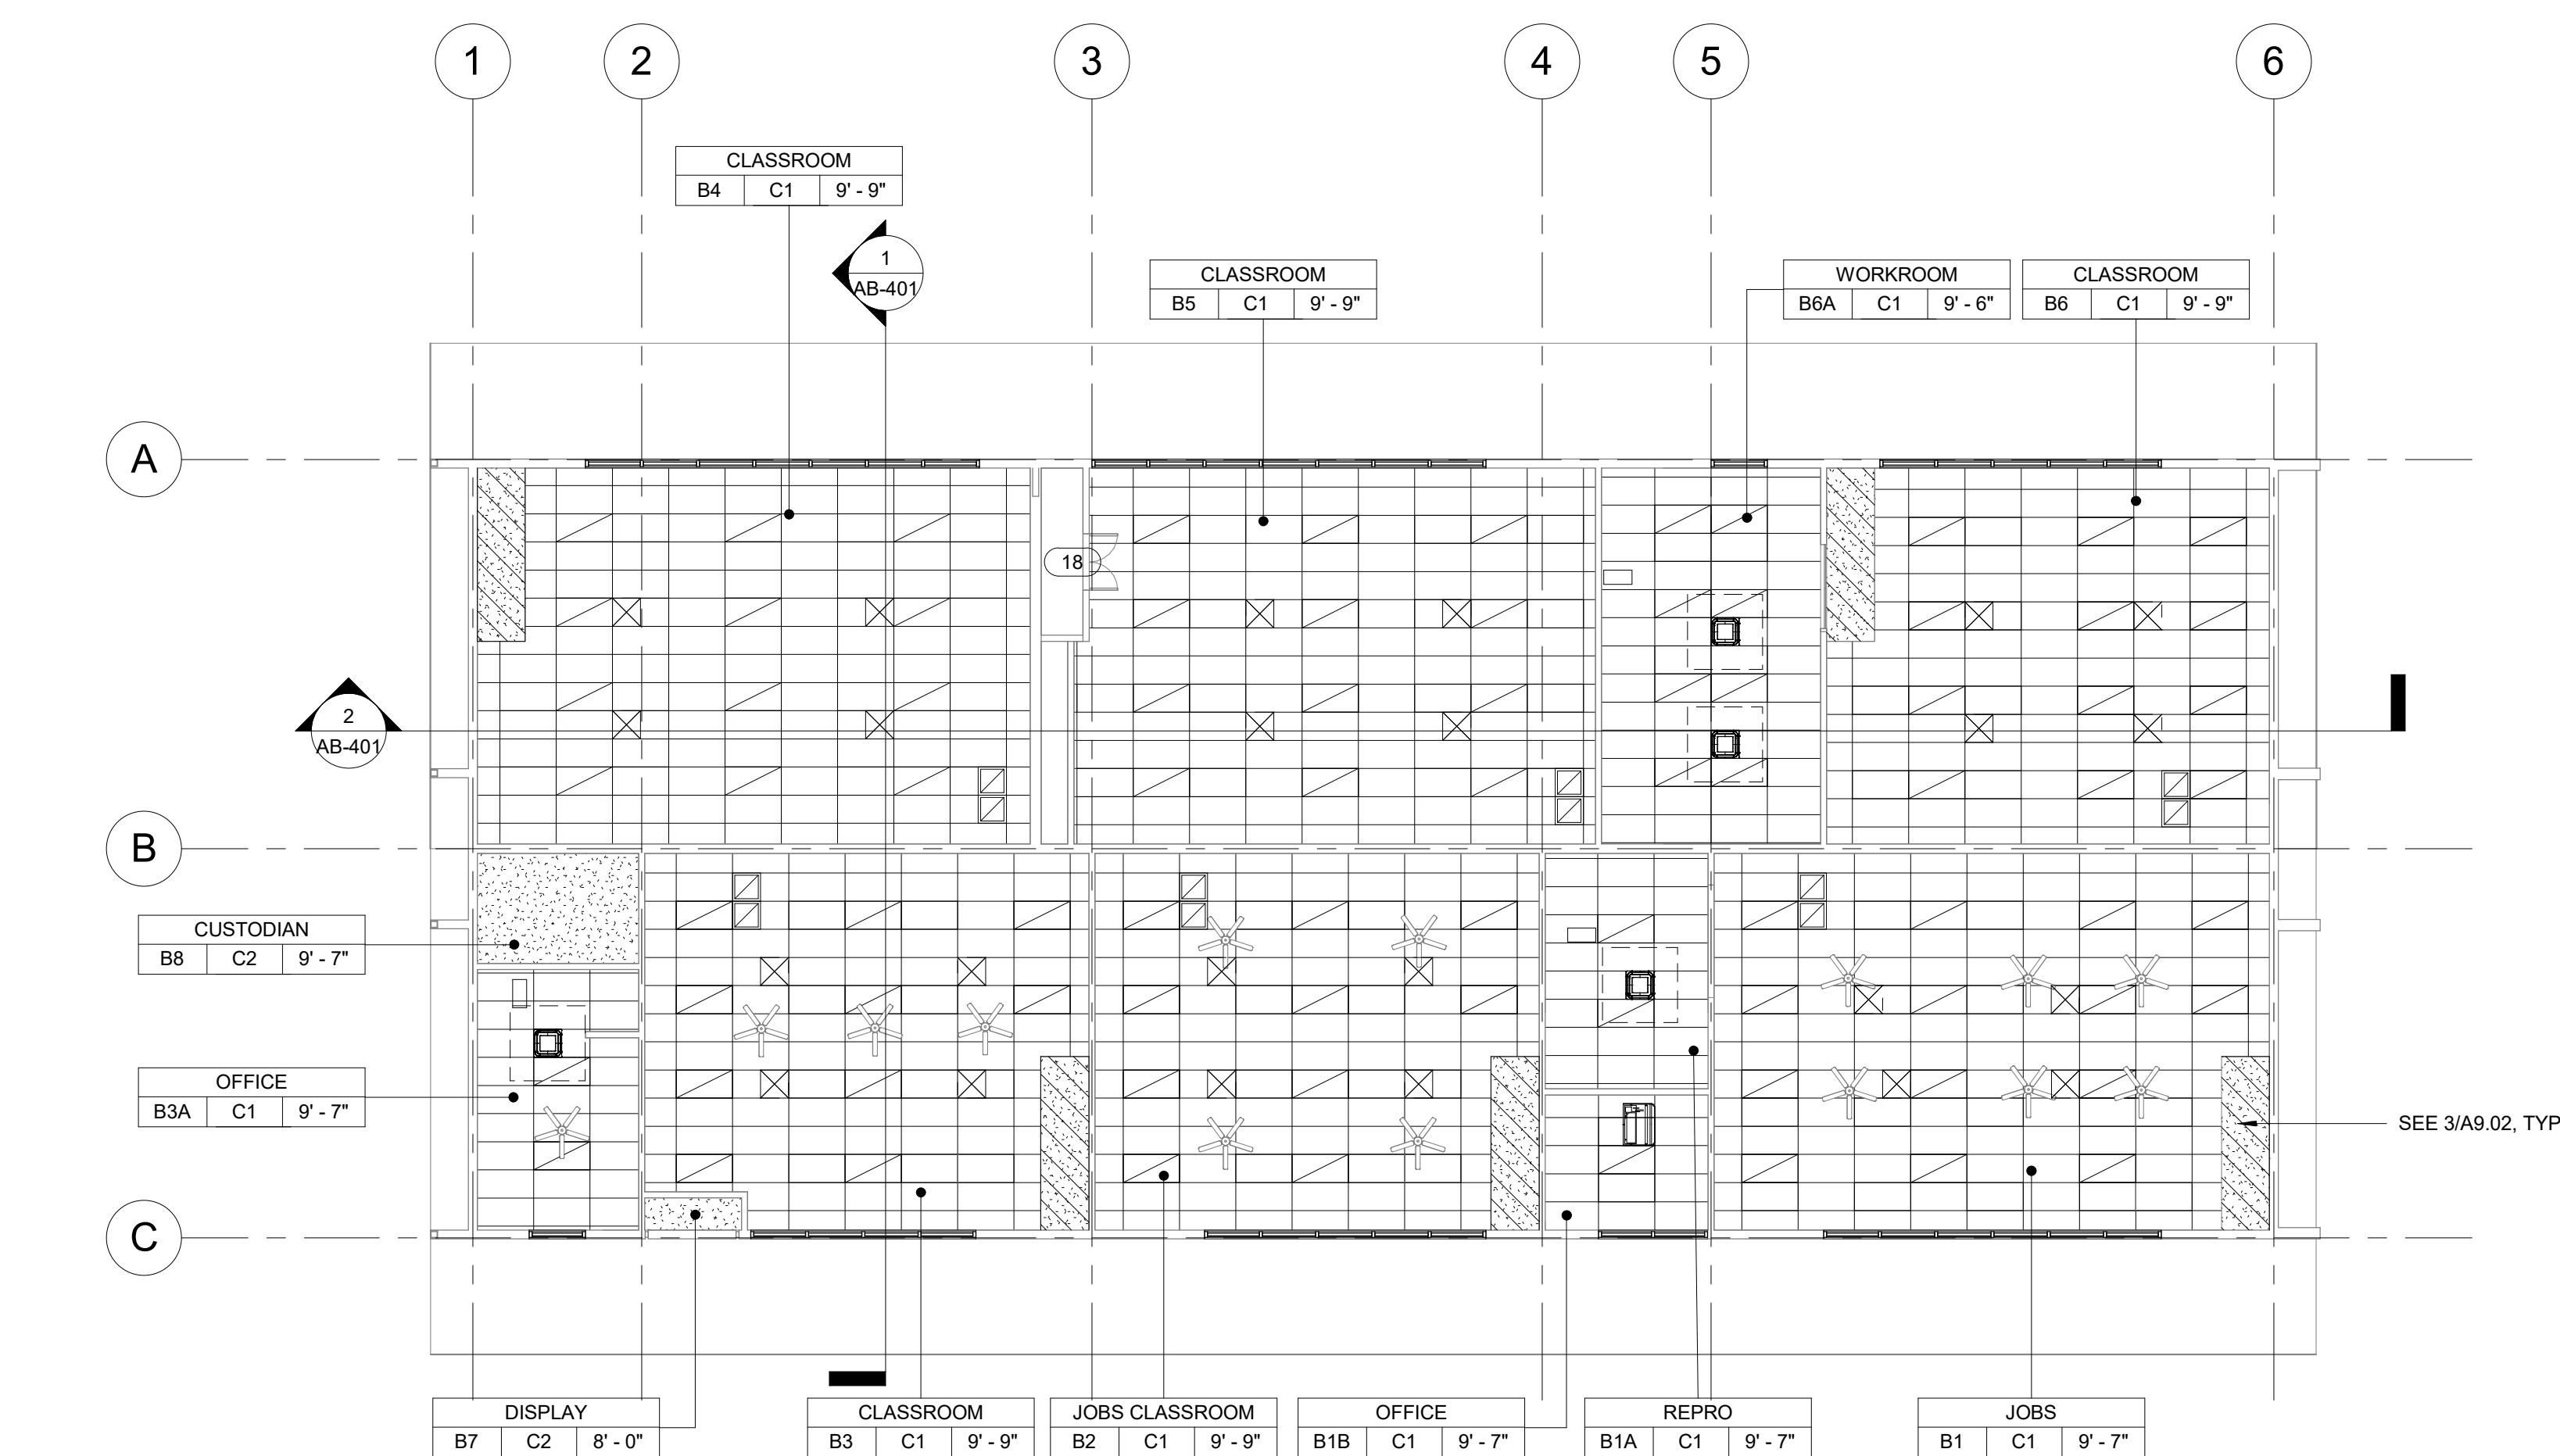 1 2 3 4 5 6
CLASSROOM
B4 C1 9' - 9"
1
AB-401
CLASSROOM
B5 C1 9' - 9"
WORKROOM
B6A C1 9' - 6"
CLASSROOM
B6 C1 9' - 9"
A
18
2
AB-401
B
CUSTODIAN
B8 C2 9' - 7"
OFFICE
B3A C1 9' - 7"
SEE 3/A9.02, TYP
C
DISPLAY
B7 C2 8' - 0"
CLASSROOM
B3 C1 9' - 9"
JOBS CLASSROOM
B2 C1 9' - 9"
OFFICE
B1B C1 9' - 7"
REPRO
B1A C1 9' - 7"
JOBS
B1 C1 9' - 7"